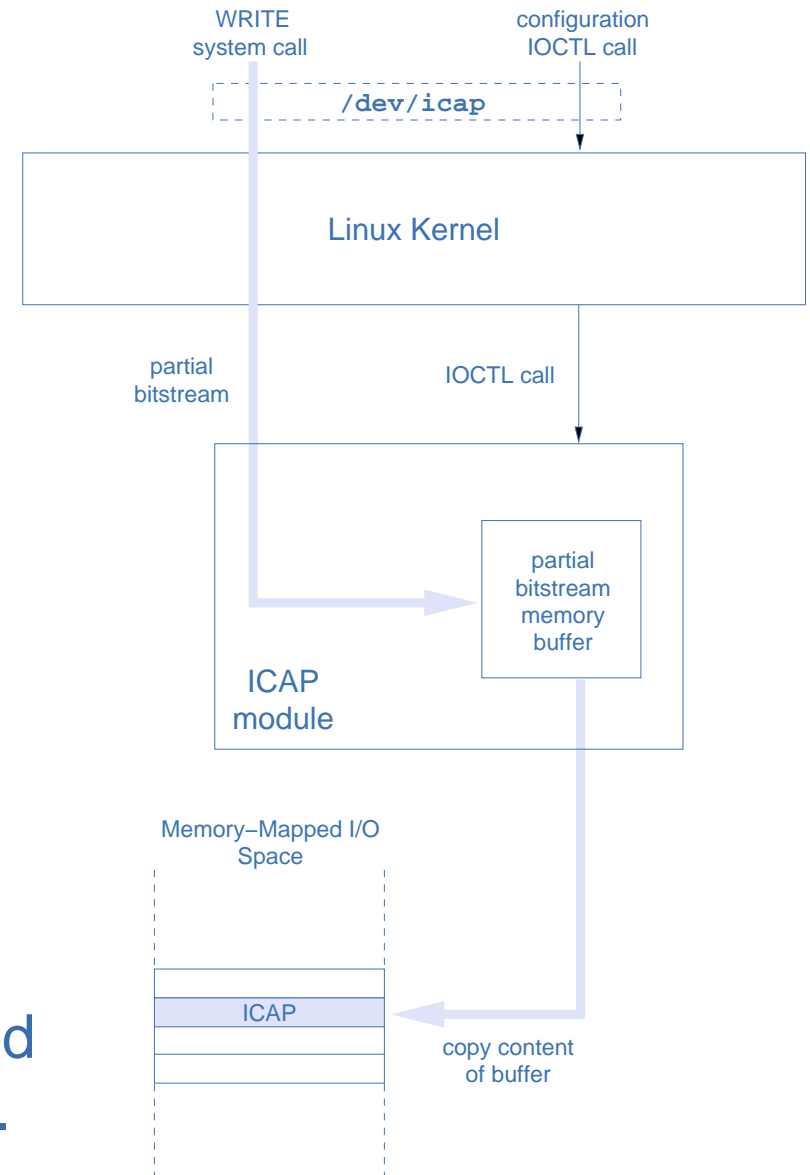 WRITE
system call
configuration
IOCTL call
/dev/icap
Linux Kernel
partial
bitstream
IOCTL call
partial
bitstream
memory
buffer
ICAP
module
Memory−Mapped I/O
Space
ICAP
d
copy content
of buffer